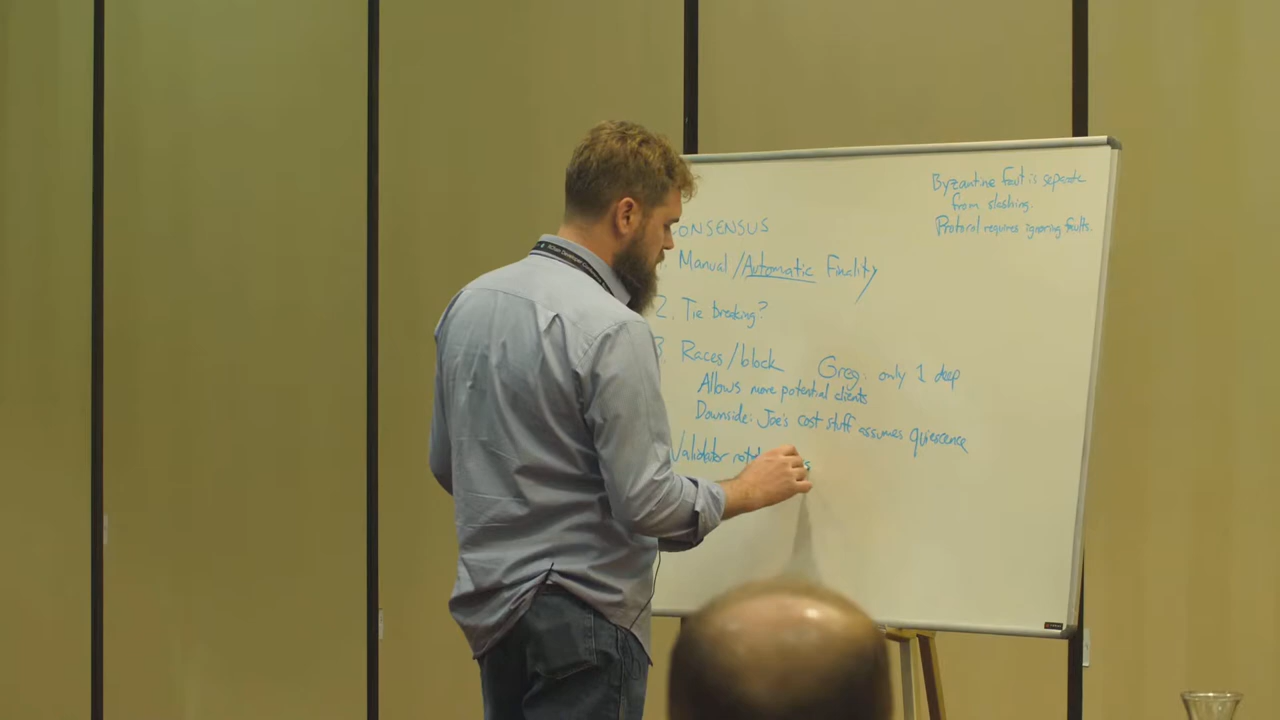 Byzantine fault is separate
from slashing.
Protocol requires ignoring faults.
CONSENSUS
Manual/Automatic Finality
2. Tie breaking?
3. Races/block
Greg: only 1 deep
Allows more potential clients
Downside: Joe's cost stuff assumes quiescence
Validator